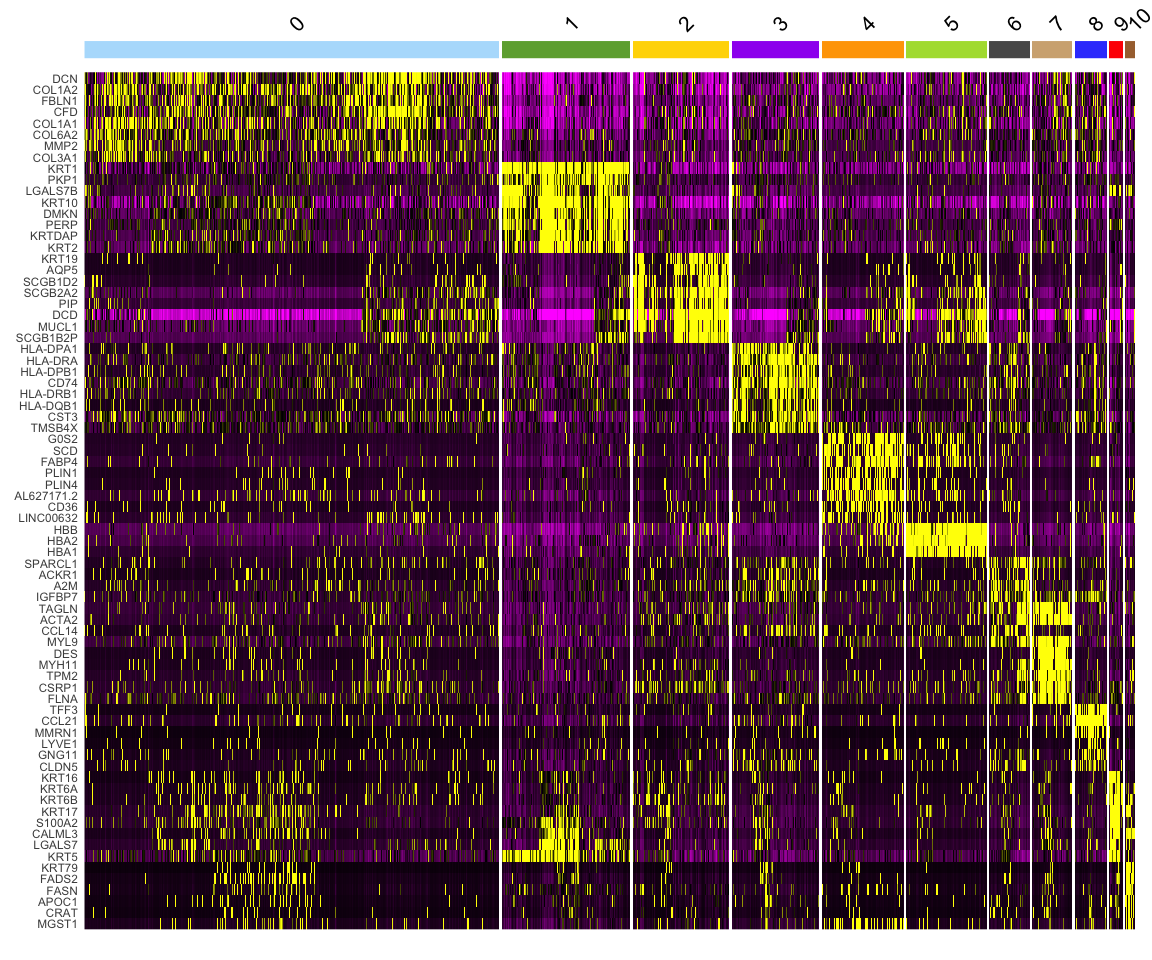 0 1 2 3 4 5 6 7 8 9 10
DCN
COL1A2
FBLN1
CFD
COL1A1
COL6A2
MMP2
COL3A1
KRT1
PKP1
LGALS7B
KRT10
DMKN
PERP
KRTDAP
KRT2
KRT19
AQP5
SCGB1D2
SCGB2A2
PIP
DCD
MUCL1
SCGB1B2P
HLA-DPA1
HLA-DRA
HLA-DPB1
CD74
HLA-DRB1
HLA-DQB1
CST3
TMSB4X
G0S2
SCD
FABP4
PLIN1
PLIN4
AL627171.2
CD36
LINC00632
HBB
HBA2
HBA1
SPARCL1
ACKR1
A2M
IGFBP7
TAGLN
ACTA2
CCL14
MYL9
DES
MYH11
TPM2
CSRP1
FLNA
TFF3
CCL21
MMRN1
LYVE1
GNG11
CLDN5
KRT16
KRT6A
KRT6B
KRT17
S100A2
CALML3
LGALS7
KRT5
KRT79
FADS2
FASN
APOC1
CRAT
MGST1